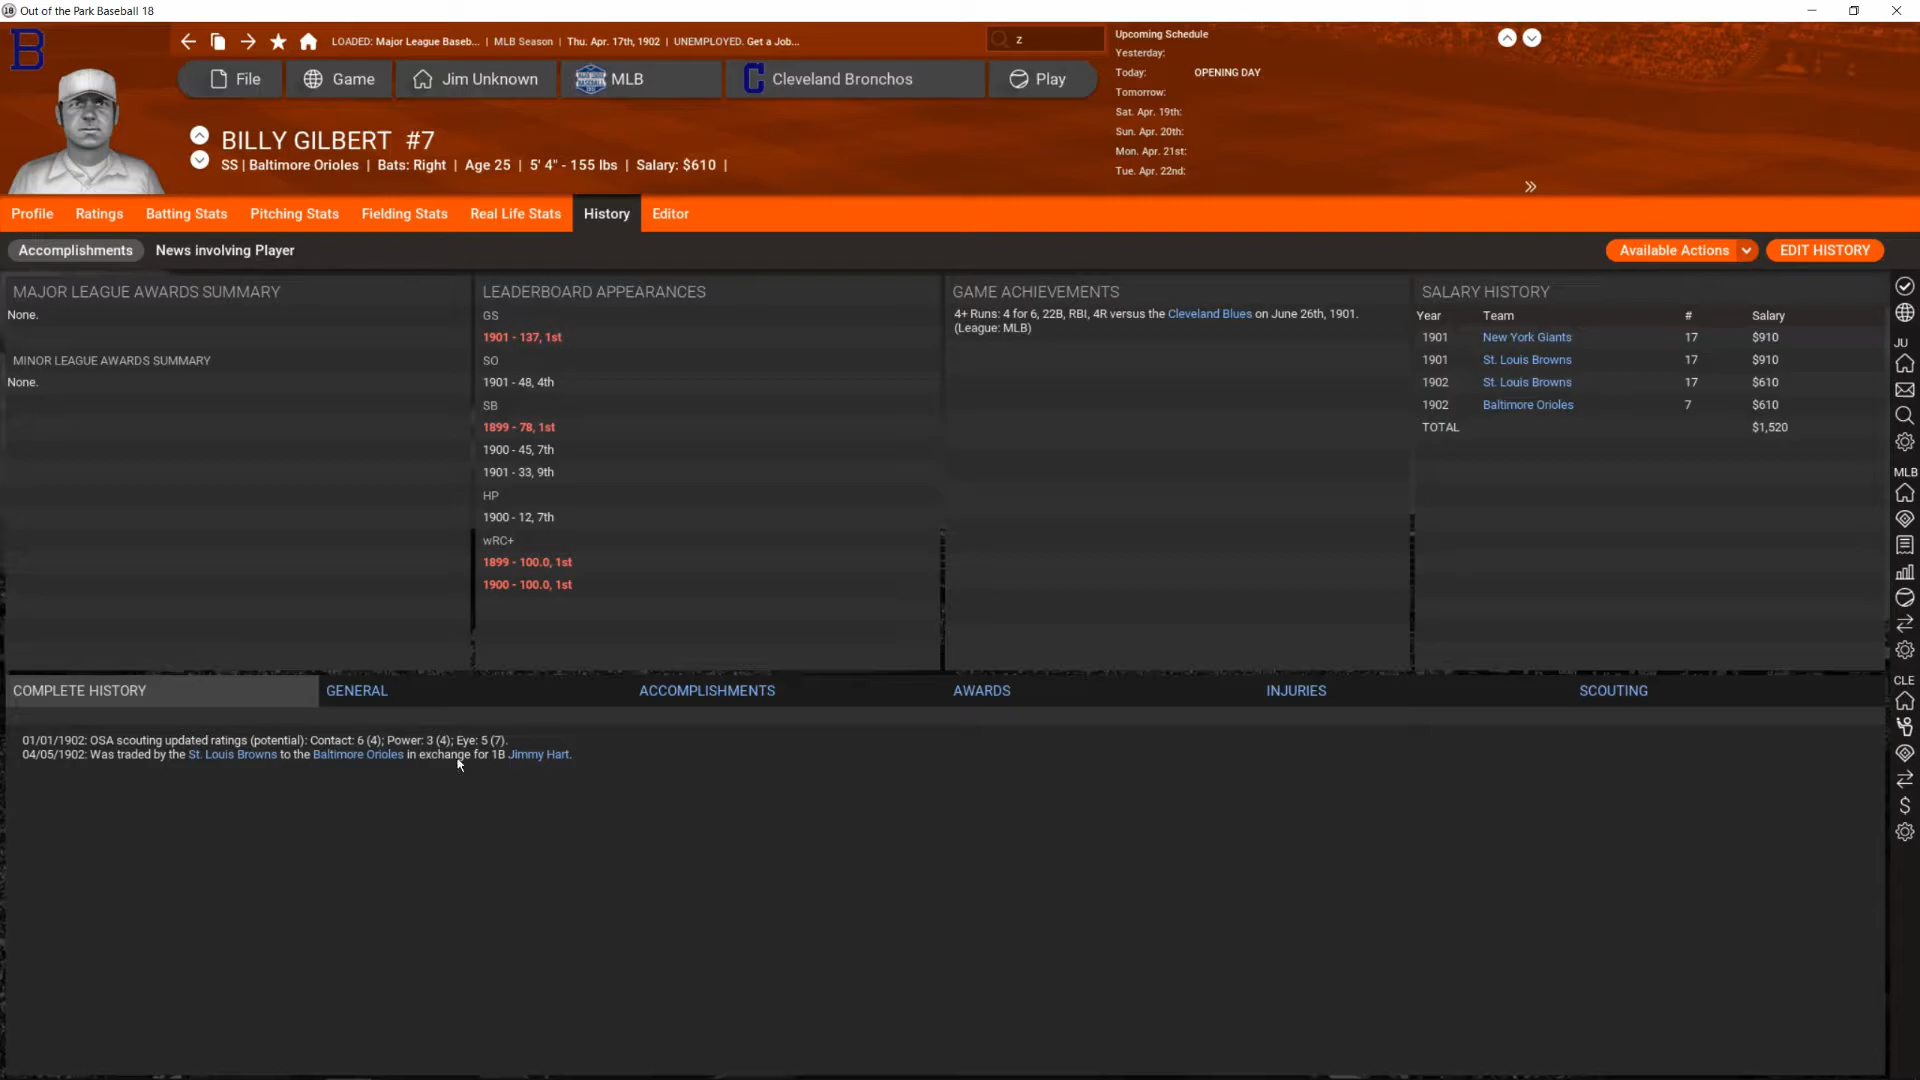 Out of the Park Baseball 18
LOADED: Major League Baseb... | MLB Season | Thu. Apr. 17th, 1902 | UNEMPLOYED. Get a Job...
z
File
Game
Jim Unknown
MLB
Cleveland Bronchos
Play
Upcoming Schedule
Yesterday:
Today: OPENING DAY
Tomorrow:
Sat. Apr. 19th:
Sun. Apr. 20th:
Mon. Apr. 21st:
Tue. Apr. 22nd:
BILLY GILBERT #7
SS | Baltimore Orioles | Bats: Right | Age 25 | 5' 4" - 155 lbs | Salary: $610 |
Profile
Ratings
Batting Stats
Pitching Stats
Fielding Stats
Real Life Stats
History
Editor
Accomplishments
News involving Player
Available Actions
EDIT HISTORY
MAJOR LEAGUE AWARDS SUMMARY
None.
MINOR LEAGUE AWARDS SUMMARY
None.
LEADERBOARD APPEARANCES
GS
1901 - 137, 1st
SO
1901 - 48, 4th
SB
1899 - 78, 1st
1900 - 45, 7th
1901 - 33, 9th
HP
1900 - 12, 7th
wRC+
1899 - 100.0, 1st
1900 - 100.0, 1st
GAME ACHIEVEMENTS
4+ Runs: 4 for 6, 22B, RBI, 4R versus the Cleveland Blues on June 26th, 1901.
(League: MLB)
SALARY HISTORY
Year Team # Salary
1901 New York Giants 17 $910
1901 St. Louis Browns 17 $910
1902 St. Louis Browns 17 $610
1902 Baltimore Orioles 7 $610
TOTAL $1,520
JU
MLB
CLE
COMPLETE HISTORY
GENERAL
ACCOMPLISHMENTS
AWARDS
INJURIES
SCOUTING
01/01/1902: OSA scouting updated ratings (potential): Contact: 6 (4); Power: 3 (4); Eye: 5 (7).
04/05/1902: Was traded by the St. Louis Browns to the Baltimore Orioles in exchange for 1B Jimmy Hart.